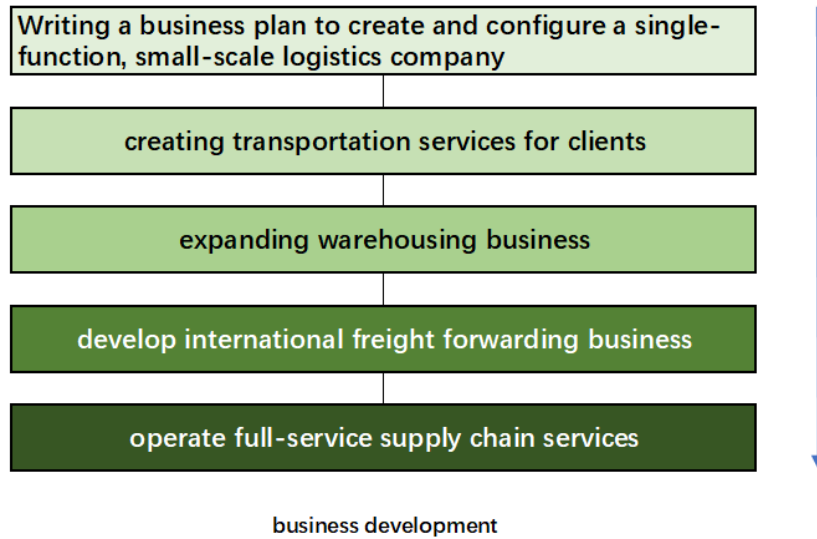 Writing a business plan to create and configure a single-
function, small-scale logistics company
creating transportation services for clients
expanding warehousing business
develop international freight forwarding business
operate full-service supply chain services
business development